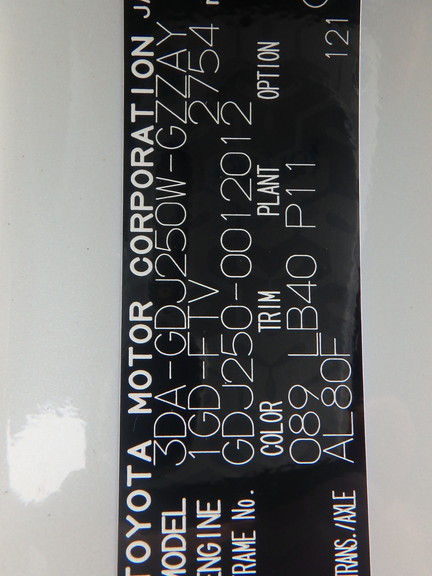 TOYOTA MOTOR CORPORATION JA
MODEL 3DA-GDJ250W-GZZAY
ENGINE 1GD-FTV 2754
FRAME No. GDJ250-0012012
COLOR TRIM PLANT OPTION
089 LB40 P11
TRANS./AXLE AL80F 121